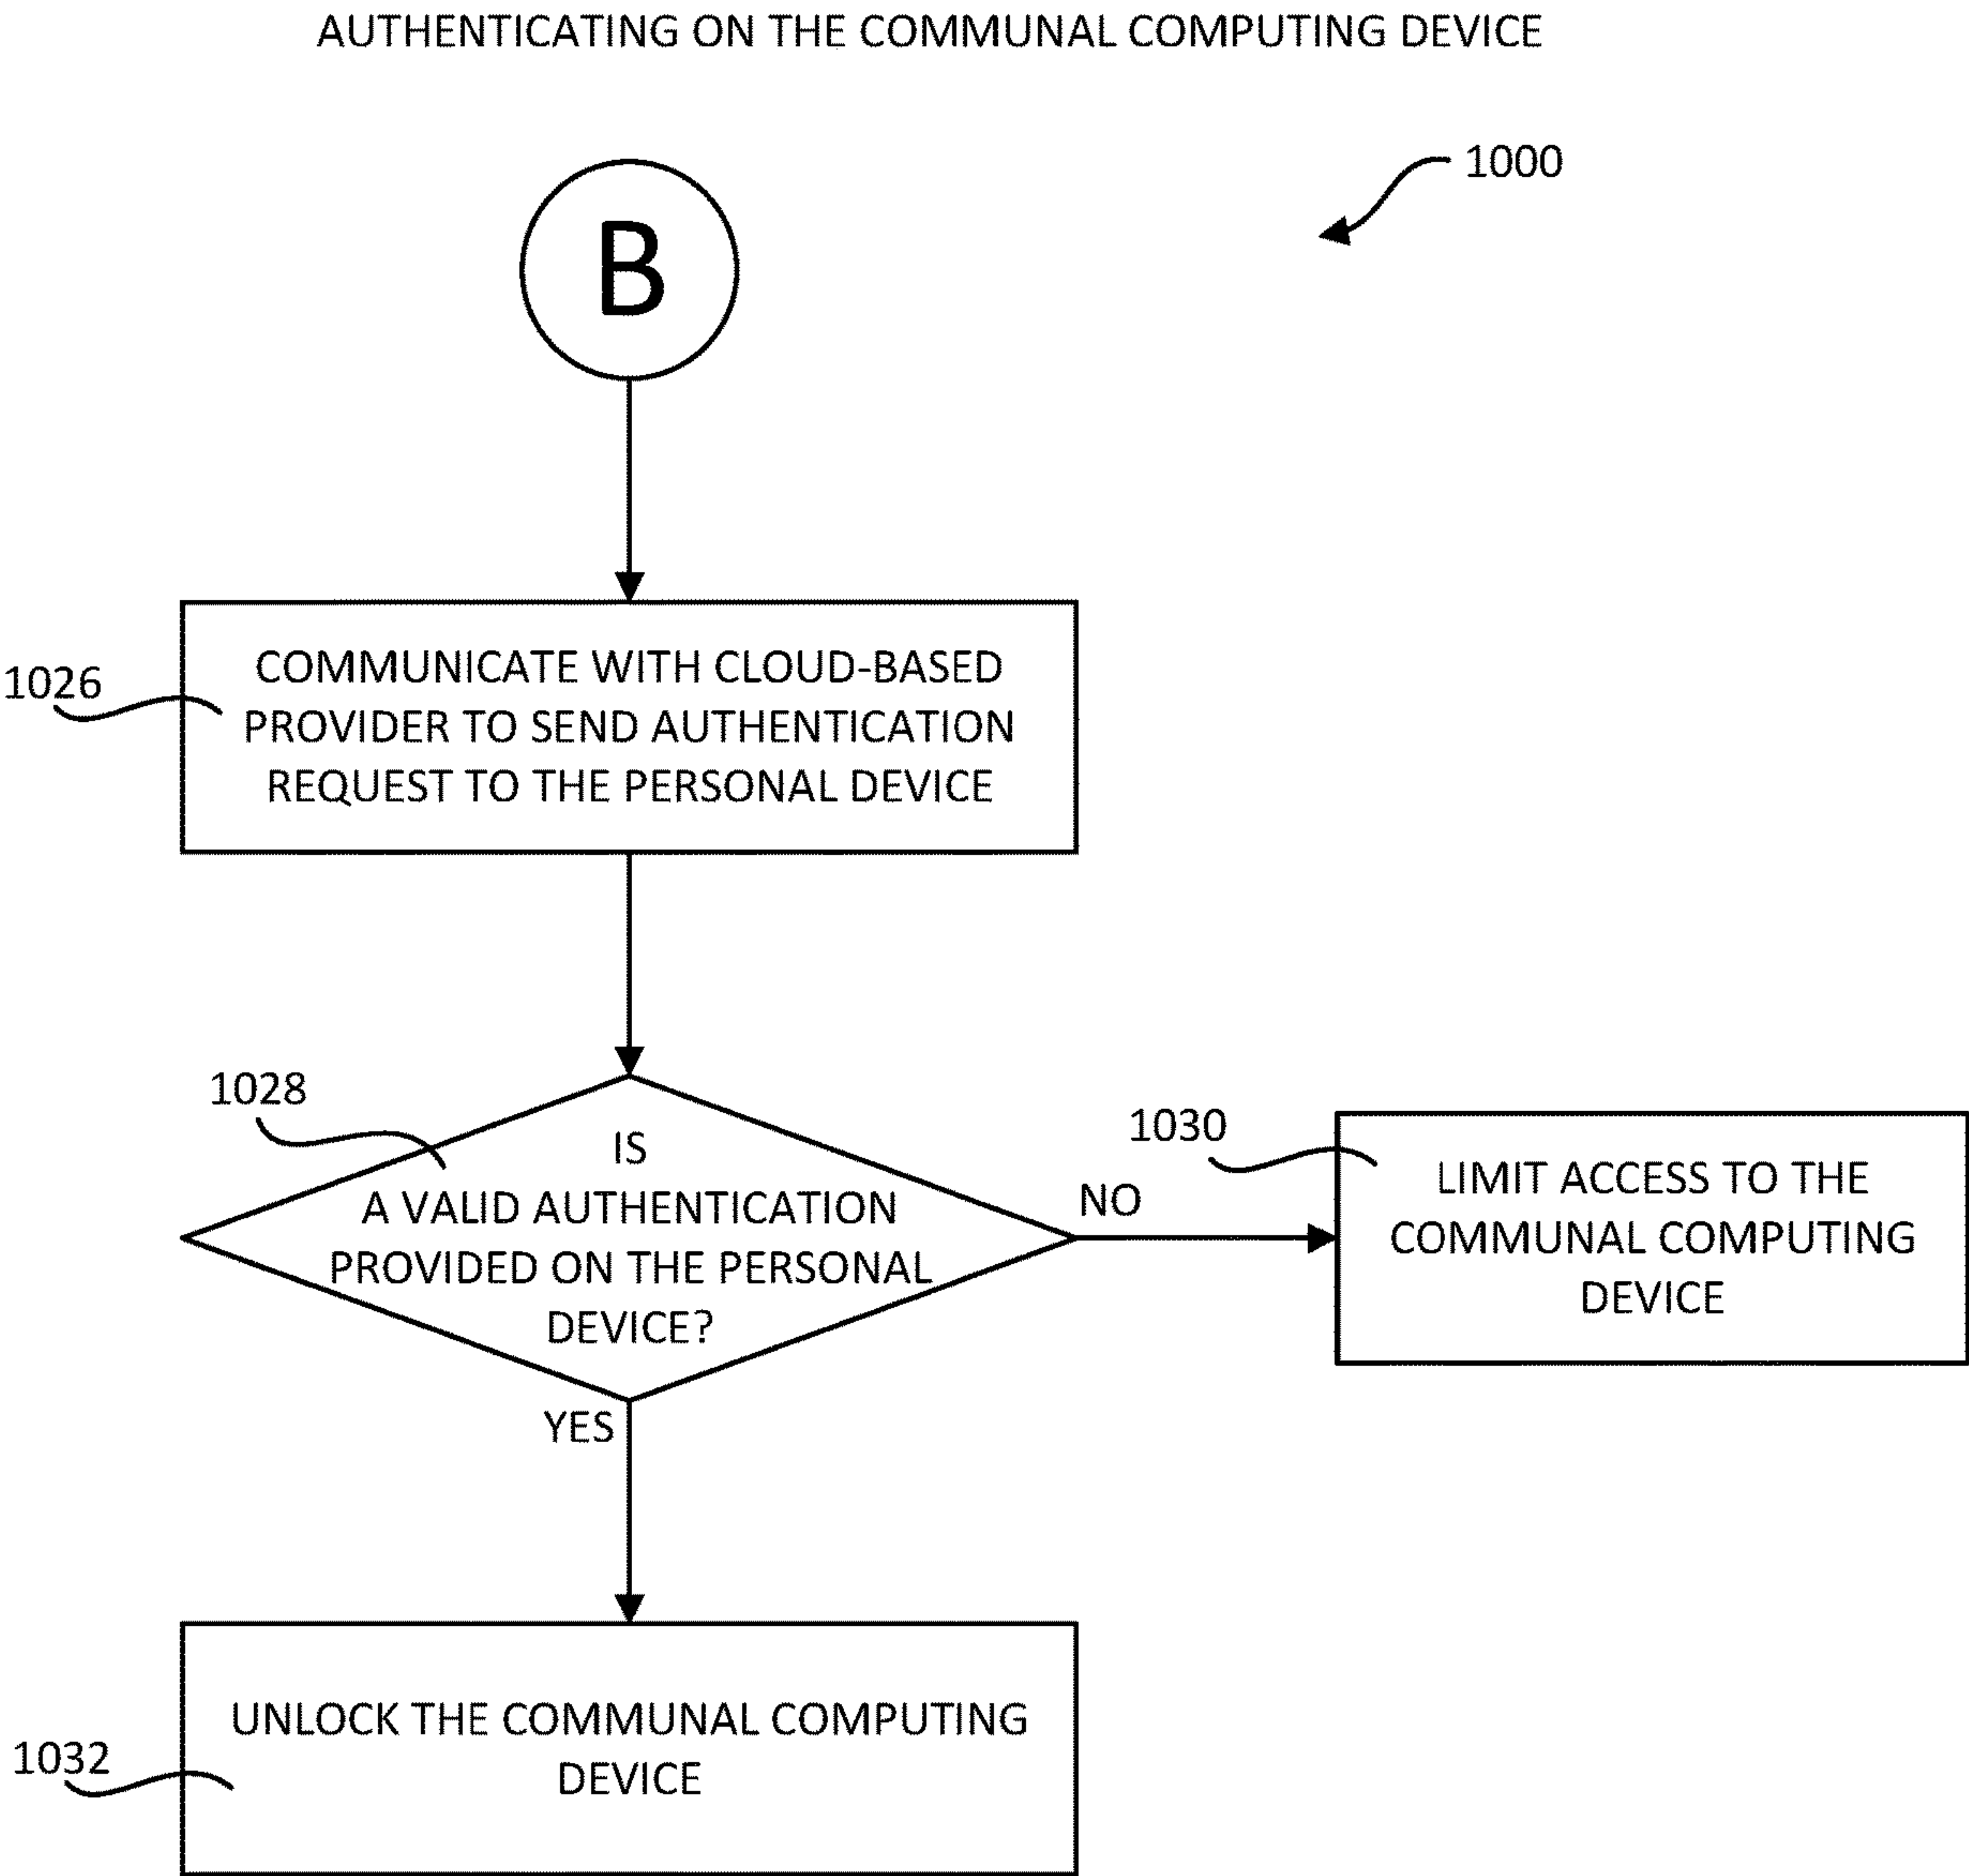 AUTHENTICATING ON THE COMMUNAL COMPUTING DEVICE
1000
B
1026
COMMUNICATE WITH CLOUD-BASED
PROVIDER TO SEND AUTHENTICATION
REQUEST TO THE PERSONAL DEVICE
1028
IS
A VALID AUTHENTICATION
PROVIDED ON THE PERSONAL
DEVICE?
NO
1030
LIMIT ACCESS TO THE
COMMUNAL COMPUTING
DEVICE
YES
1032
UNLOCK THE COMMUNAL COMPUTING
DEVICE